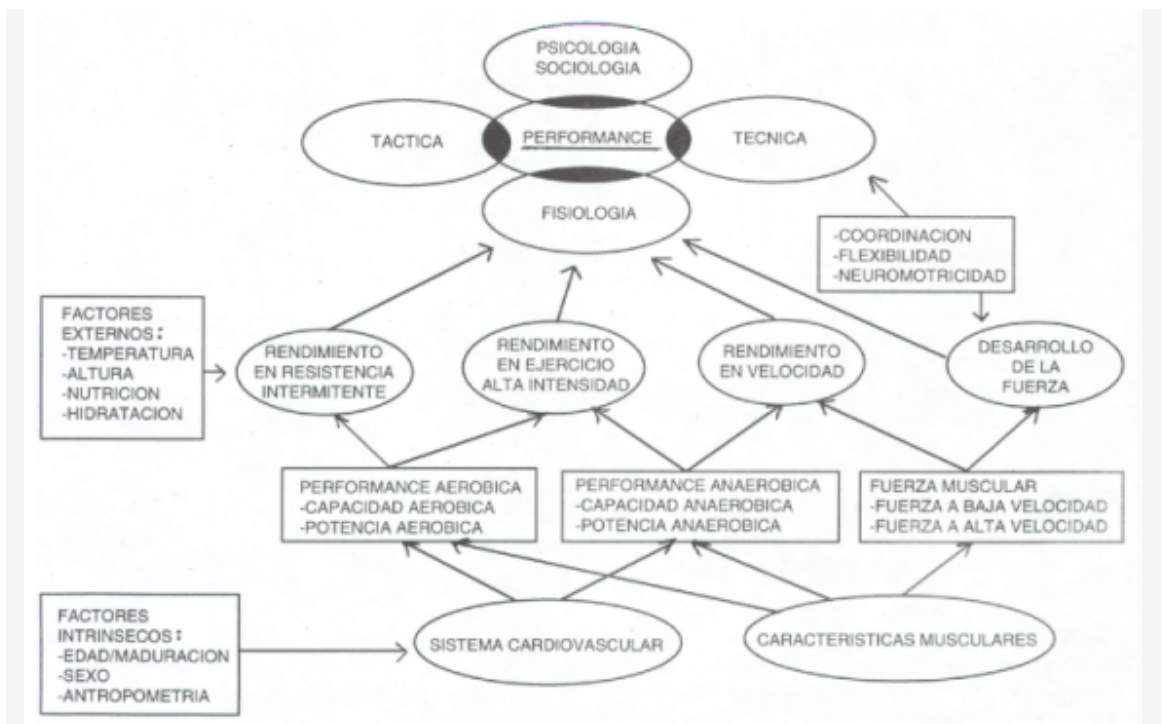 PSICOLOGIA
SOCIOLOGIA
TACTICA
PERFORMANCE
TECNICA
FISIOLOGIA
-COORDINACION
-FLEXIBILIDAD
-NEUROMOTRICIDAD
FACTORES
EXTERNOS:
-TEMPERATURA
-ALTURA
-NUTRICION
-HIDRATACION
RENDIMIENTO
EN RESISTENCIA
INTERMITENTE
RENDIMIENTO
EN EJERCICIO
ALTA INTENSIDAD
RENDIMIENTO
EN VELOCIDAD
DESARROLLO
DE LA
FUERZA
PERFORMANCE AEROBICA
-CAPACIDAD AEROBICA
-POTENCIA AEROBICA
PERFORMANCE ANAEROBICA
-CAPACIDAD ANAEROBICA
-POTENCIA ANAEROBICA
FUERZA MUSCULAR
-FUERZA A BAJA VELOCIDAD
-FUERZA A ALTA VELOCIDAD
FACTORES
INTRINSECOS:
-EDAD/MADURACION
-SEXO
-ANTROPOMETRIA
SISTEMA CARDIOVASCULAR
CARACTERISTICAS MUSCULARES